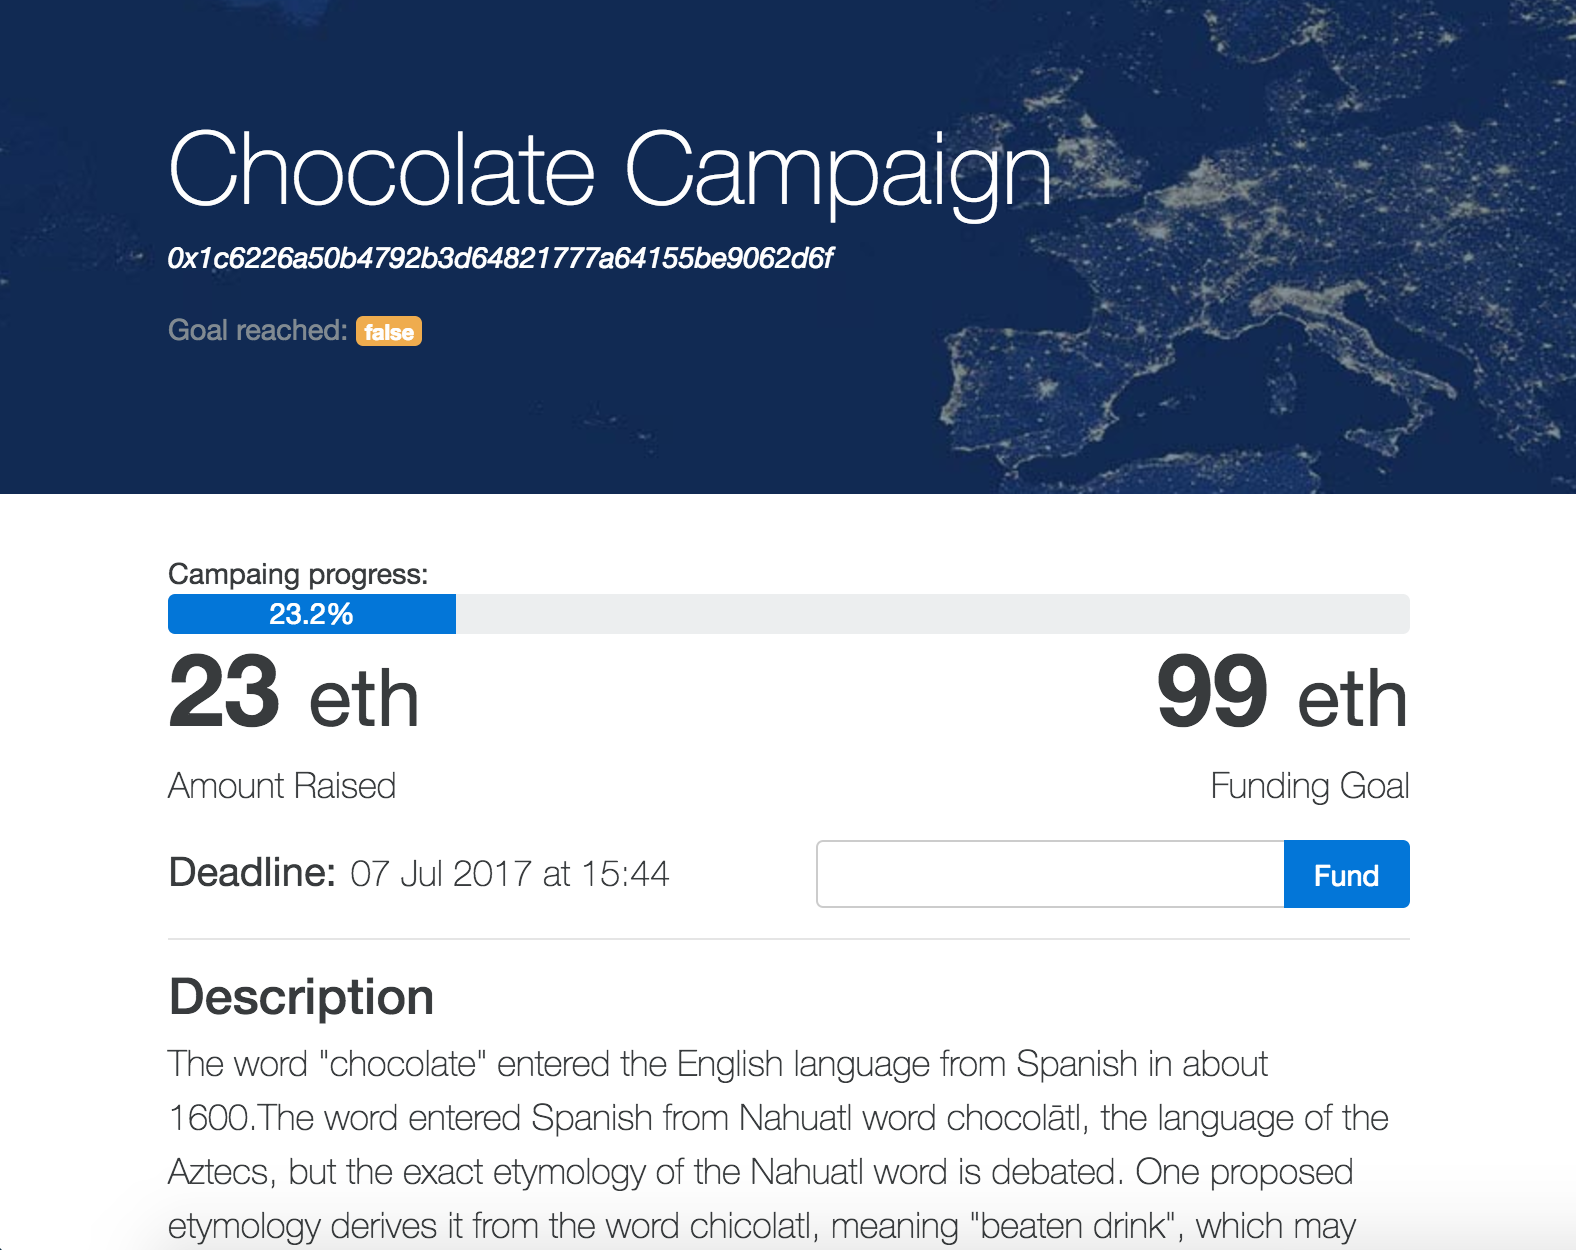 Chocolate Campaign
0x1c6226a50b4792b3d64821777a64155be9062d6f
Goal reached: false
Campaing progress:
23.2%
23 eth
99 eth
Amount Raised
Funding Goal
Deadline: 07 Jul 2017 at 15:44
Fund
Description
The word "chocolate" entered the English language from Spanish in about
1600.The word entered Spanish from Nahuatl word chocolātl, the language of the
Aztecs, but the exact etymology of the Nahuatl word is debated. One proposed
etymology derives it from the word chicolatl, meaning "beaten drink", which may